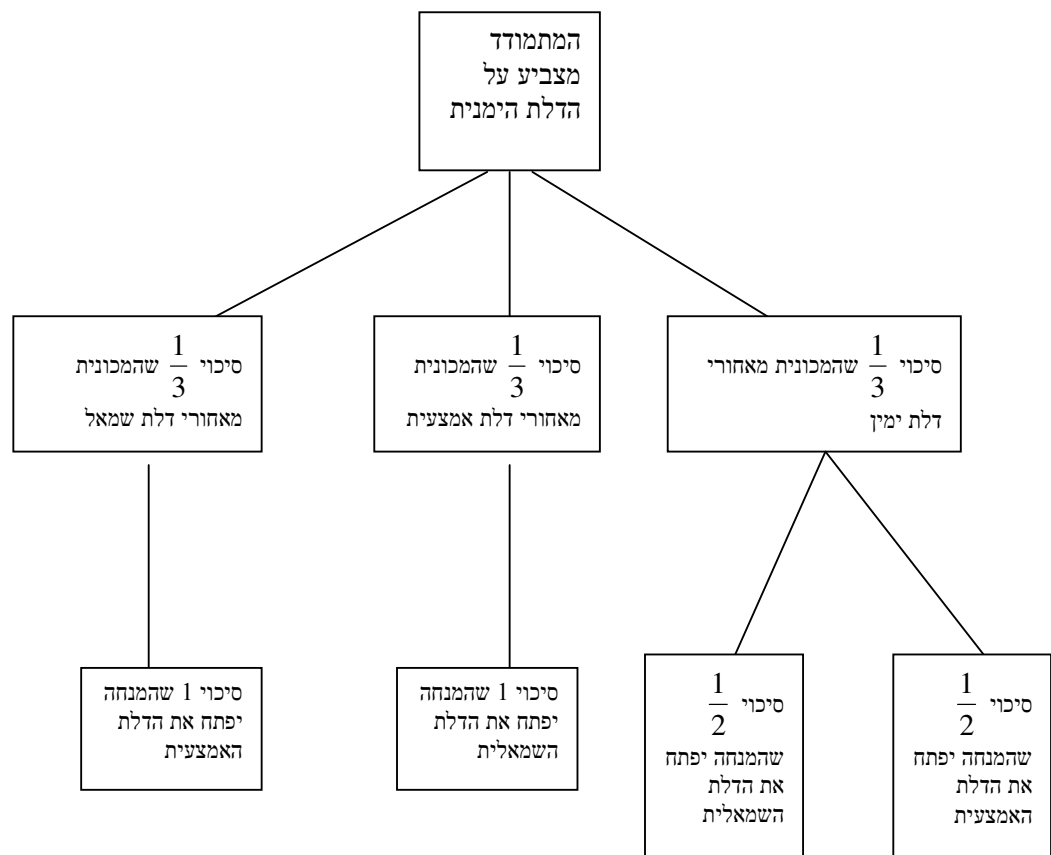 המתמודד
מצביע על
הדלת הימנית
סיכוי 1/3 שהמכונית מאחורי
דלת ימין
סיכוי 1/3 שהמכונית
מאחורי דלת אמצעית
סיכוי 1/3 שהמכונית
מאחורי דלת שמאל
סיכוי 1/2
שהמנחה יפתח
את הדלת
האמצעית
סיכוי 1/2
שהמנחה יפתח
את הדלת
השמאלית
סיכוי 1 שהמנחה
יפתח את הדלת
השמאלית
סיכוי 1 שהמנחה
יפתח את הדלת
האמצעית